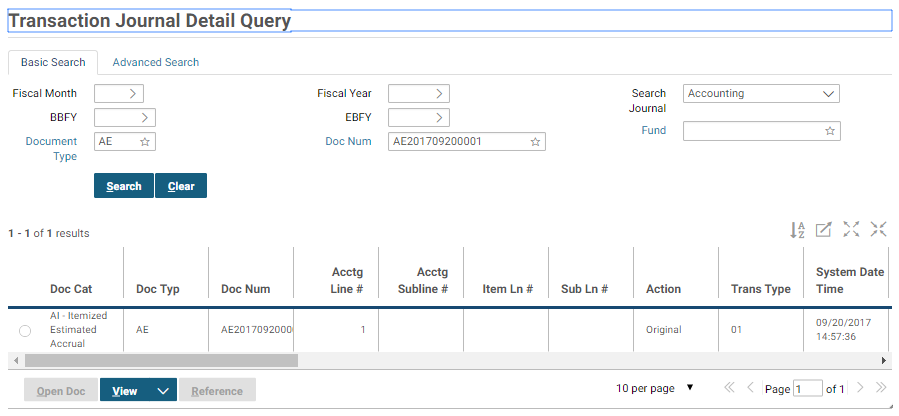 Transaction Journal Detail Query
Basic Search Advanced Search
Fiscal Month Fiscal Year Search Journal Accounting
BBFY EBFY
Document Type AE Doc Num AE201709200001 Fund
Search Clear
1 - 1 of 1 results
Doc Cat Doc Typ Doc Num Acctg Line # Acctg Subline # Item Ln # Sub Ln # Action Trans Type System Date Time
AI - Itemized Estimated Accrual AE AE2017092000 1 Original 01 09/20/2017 14:57:36
Open Doc View Reference 10 per page Page 1 of 1